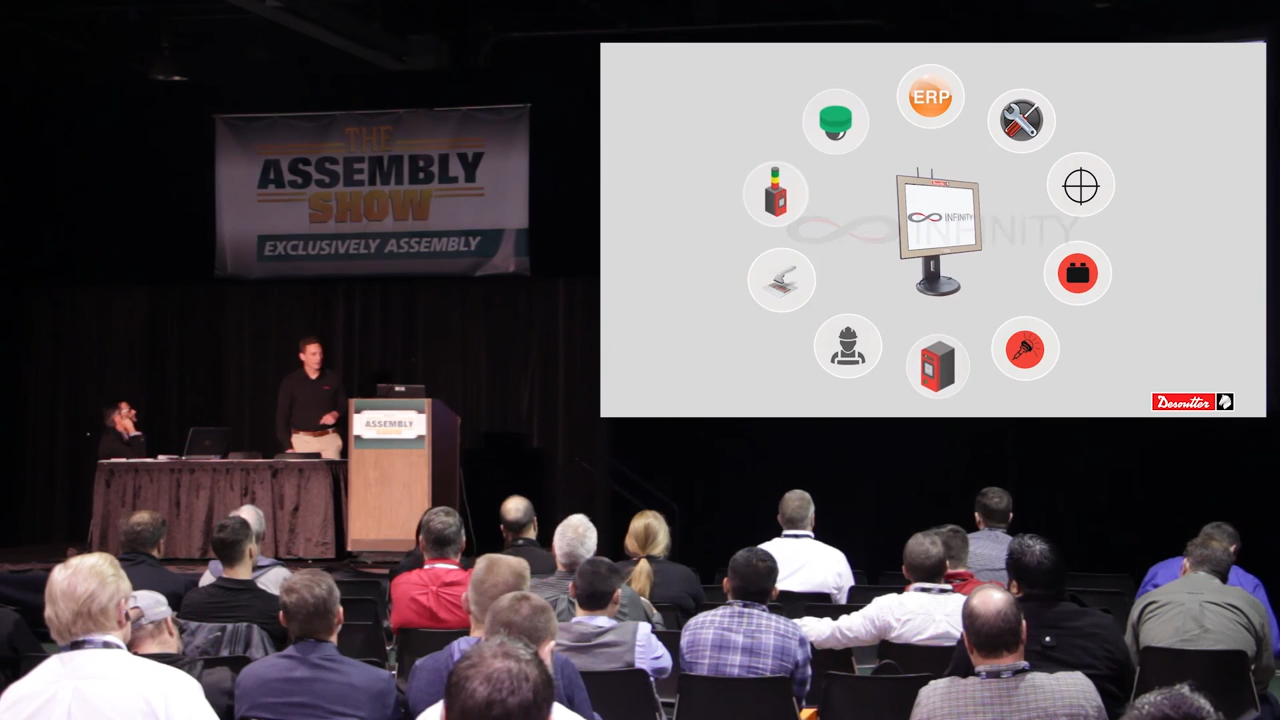 THE
ASSEMBLY
SHOW
EXCLUSIVELY ASSEMBLY
ERP
INFINITY
INFINITY
Desoutter
ASSEMBLY